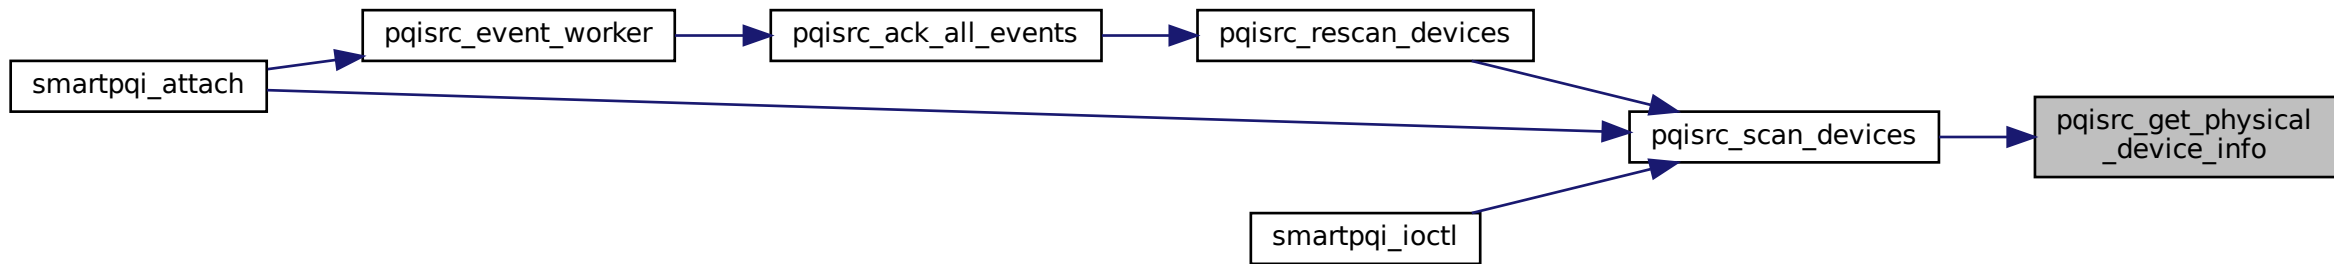 pqisrc_event_worker
pqisrc_ack_all_events
pqisrc_rescan_devices
smartpqi_attach
pqisrc_scan_devices
pqisrc_get_physical
_device_info
smartpqi_ioctl